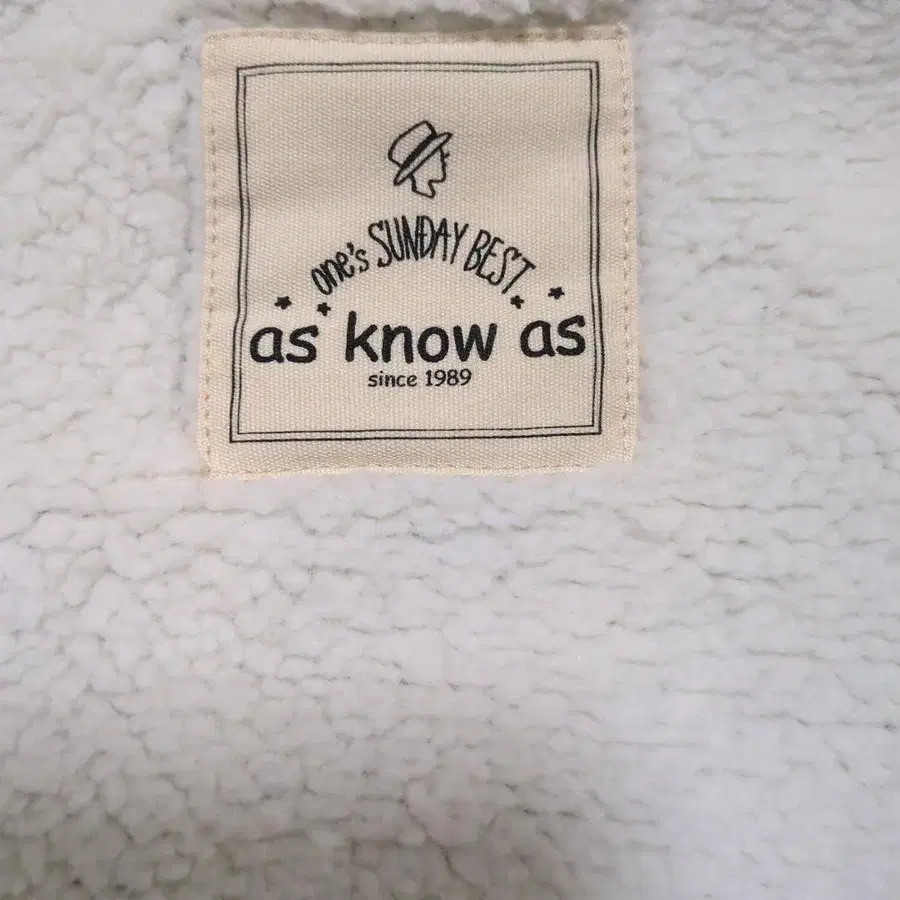 one's SUNDAY BEST
as know as
since 1989